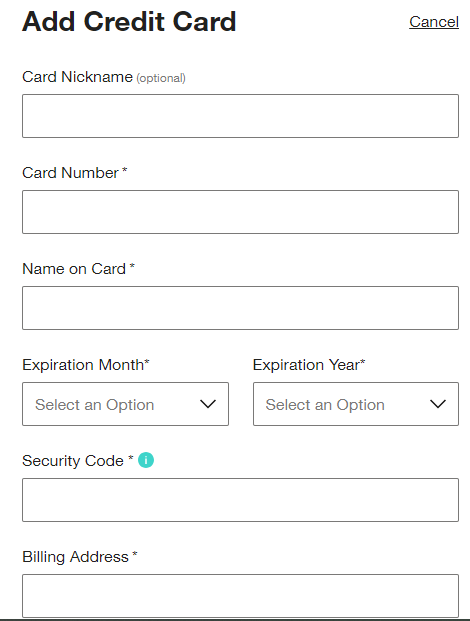 Add Credit Card Cancel
Card Nickname (optional)
Card Number *
Name on Card *
Expiration Month* Expiration Year*
Select an Option Select an Option
Security Code * i
Billing Address *